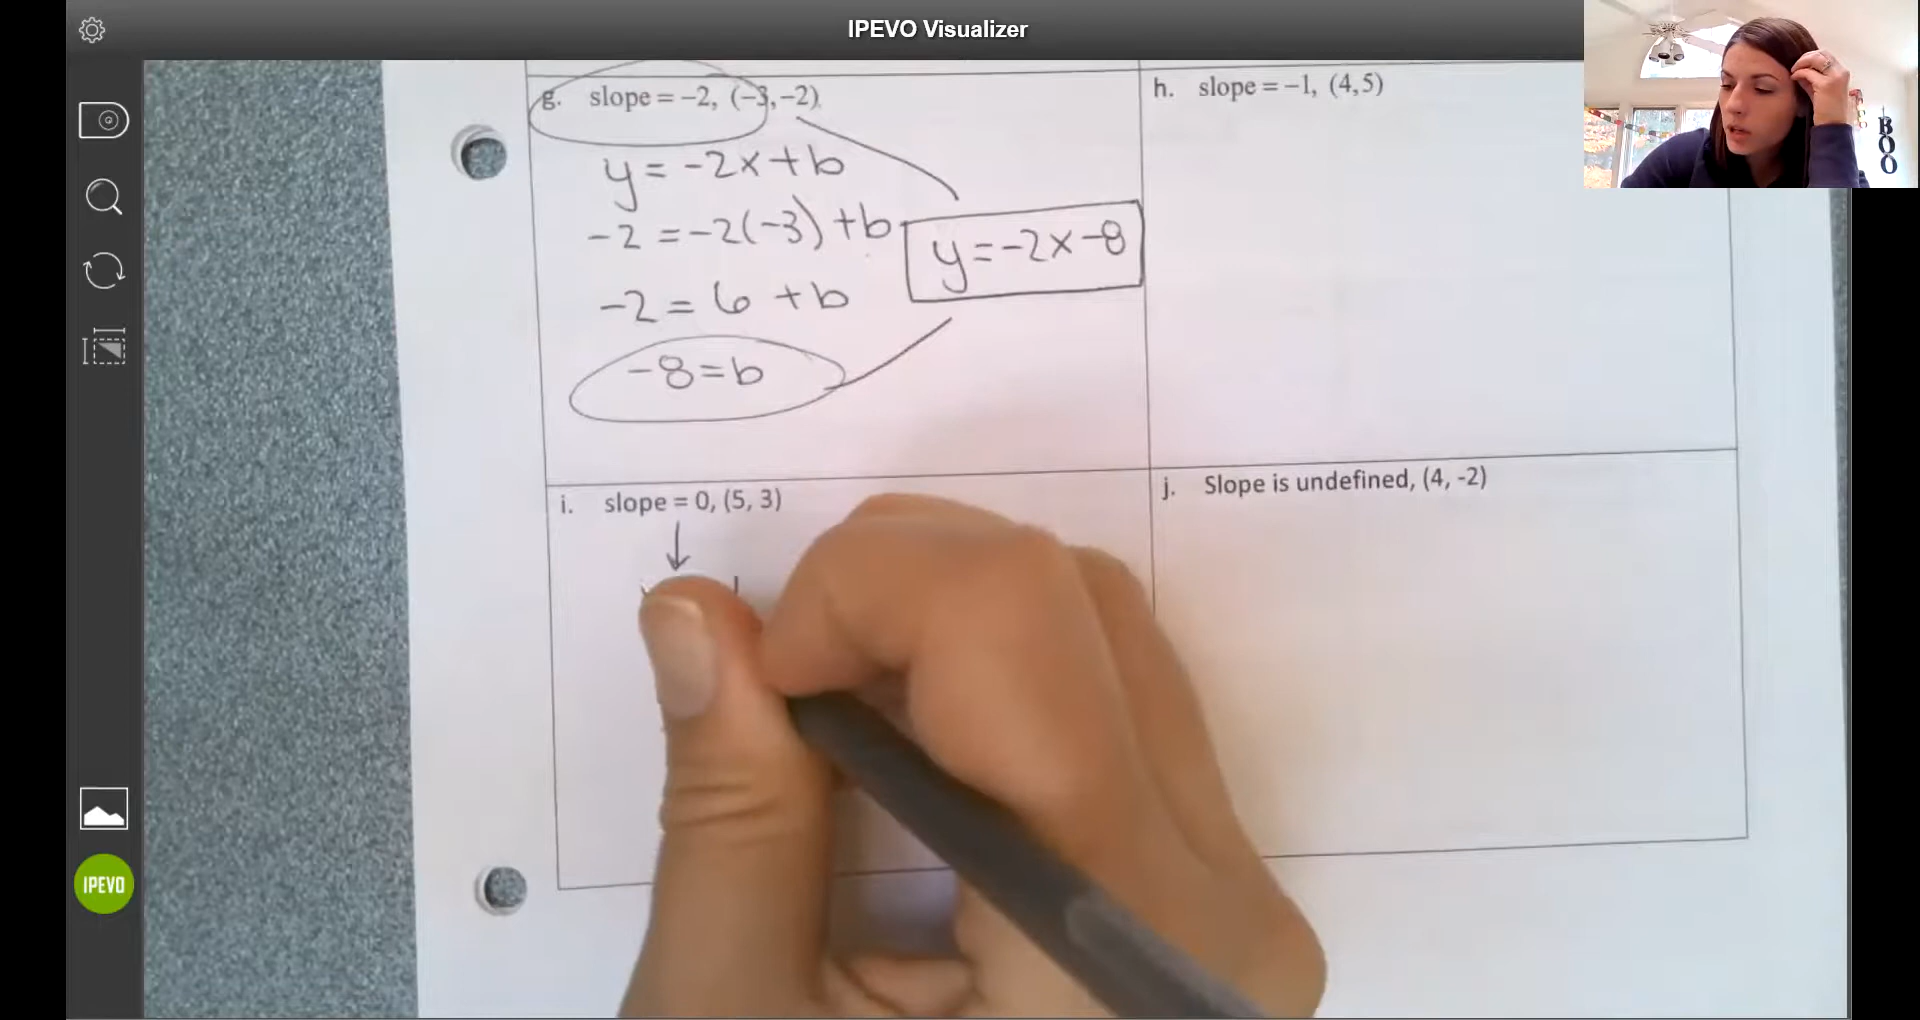 IPEVO Visualizer
g. slope = −2, (−3,−2)
y = -2x+b
-2 = -2(-3) +b
-2 = 6 +b
-8=b
y=-2x-8
h. slope = −1, (4,5)
i. slope = 0, (5, 3)
j. Slope is undefined, (4, -2)
BOO
IPEVO